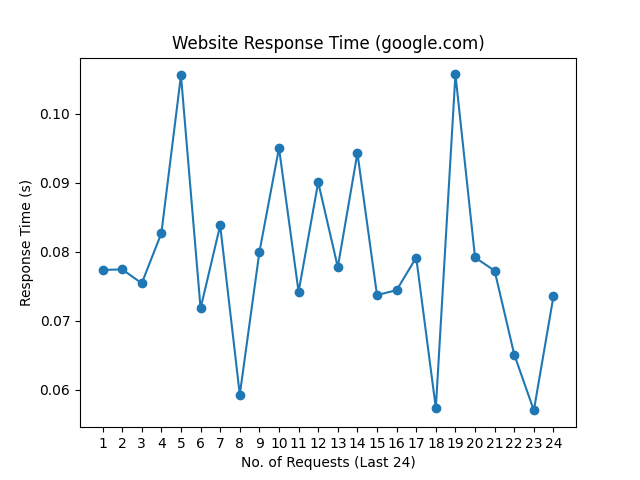 Website Response Time (google.com)
0.10
0.09
0.08
0.07
0.06
Response Time (s)
1 2 3 4 5 6 7 8 9 10 11 12 13 14 15 16 17 18 19 20 21 22 23 24
No. of Requests (Last 24)